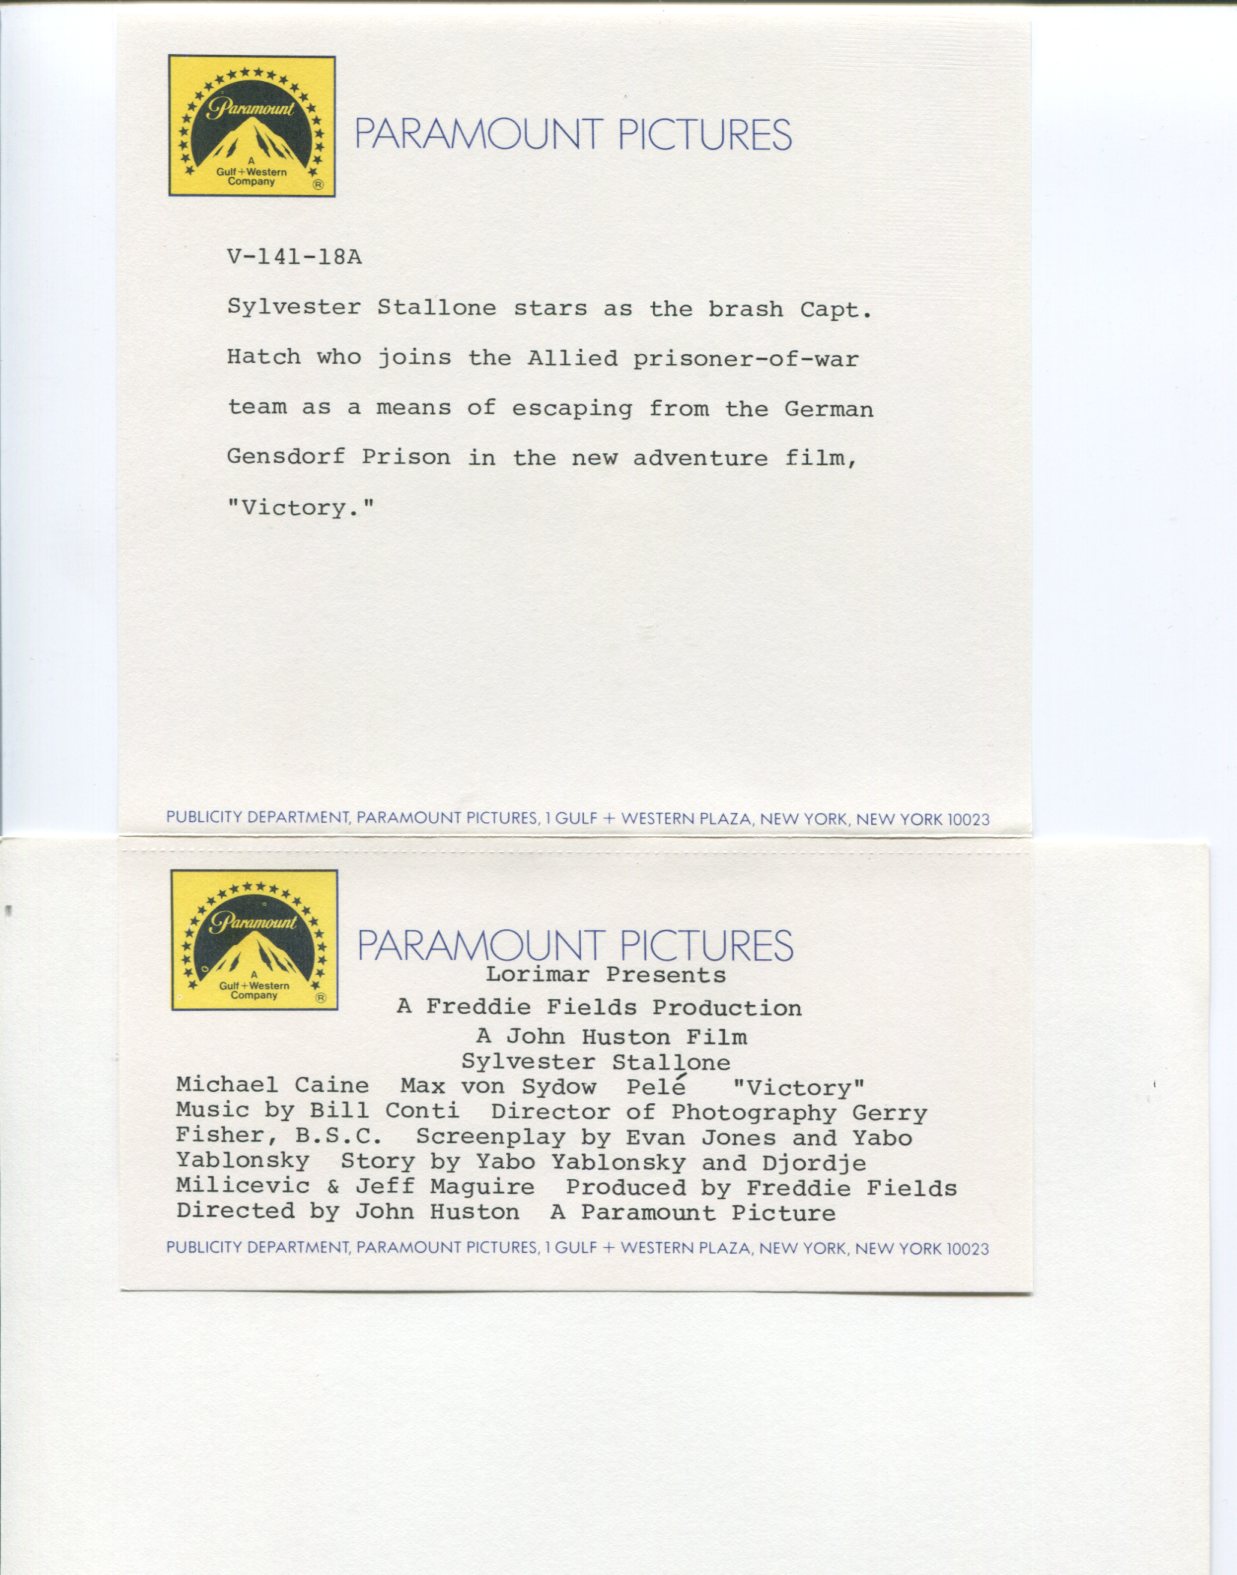 Paramount
A
Gulf+Western
Company
®
PARAMOUNT PICTURES
V-141-18A
Sylvester Stallone stars as the brash Capt.
Hatch who joins the Allied prisoner-of-war
team as a means of escaping from the German
Gensdorf Prison in the new adventure film,
"Victory."
PUBLICITY DEPARTMENT, PARAMOUNT PICTURES, 1 GULF + WESTERN PLAZA, NEW YORK, NEW YORK 10023
Paramount
A
Gulf+Western
Company
®
PARAMOUNT PICTURES
Lorimar Presents
A Freddie Fields Production
A John Huston Film
Sylvester Stallone
Michael Caine Max von Sydow Pelé "Victory"
Music by Bill Conti Director of Photography Gerry
Fisher, B.S.C. Screenplay by Evan Jones and Yabo
Yablonsky Story by Yabo Yablonsky and Djordje
Milicevic & Jeff Maguire Produced by Freddie Fields
Directed by John Huston A Paramount Picture
PUBLICITY DEPARTMENT, PARAMOUNT PICTURES, 1 GULF + WESTERN PLAZA, NEW YORK, NEW YORK 10023